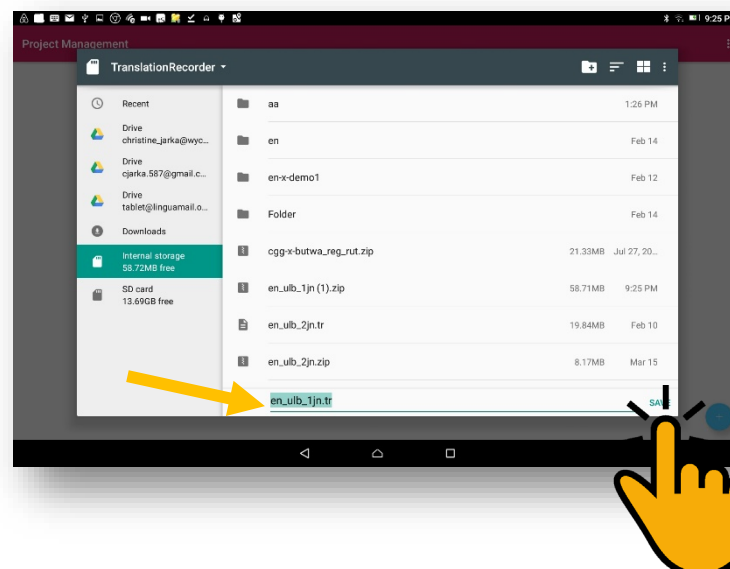 9:25 P
Project Management
TranslationRecorder
Recent
Drive
christine_jarka@wyc...
Drive
cjarka.587@gmail.c...
Drive
tablet@linguamail.o...
Downloads
Internal storage
58.72MB free
SD card
13.69GB free
aa 1:26 PM
en Feb 14
en-x-demo1 Feb 12
Folder Feb 14
cgg-x-butwa_reg_rut.zip 21.33MB Jul 27, 20...
en_ulb_1jn (1).zip 58.71MB 9:25 PM
en_ulb_2jn.tr 19.84MB Feb 10
en_ulb_2jn.zip 8.17MB Mar 15
en_ulb_1jn.tr SAVE